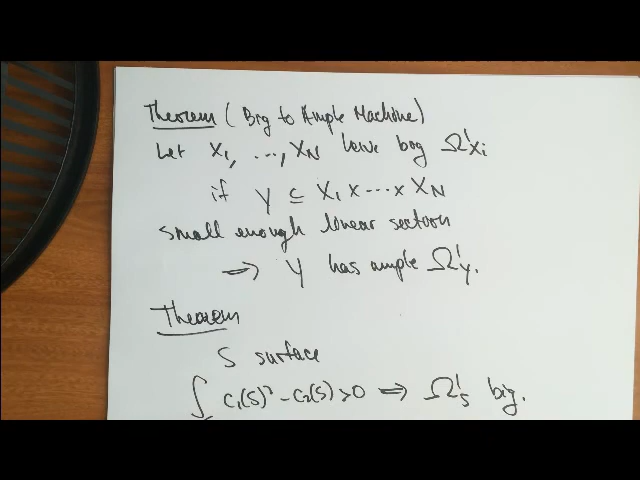 Theorem (Big to Ample Machine)
Let X₁, ..., X_N have big Ω¹_{Xi}
if Y ⊆ X₁ × ··· × X_N
small enough linear section
⟹ Y has ample Ω¹_Y.
Theorem
S surface
∫ c₁(S)² - c₂(S) > 0 ⟹ Ω¹_S big.